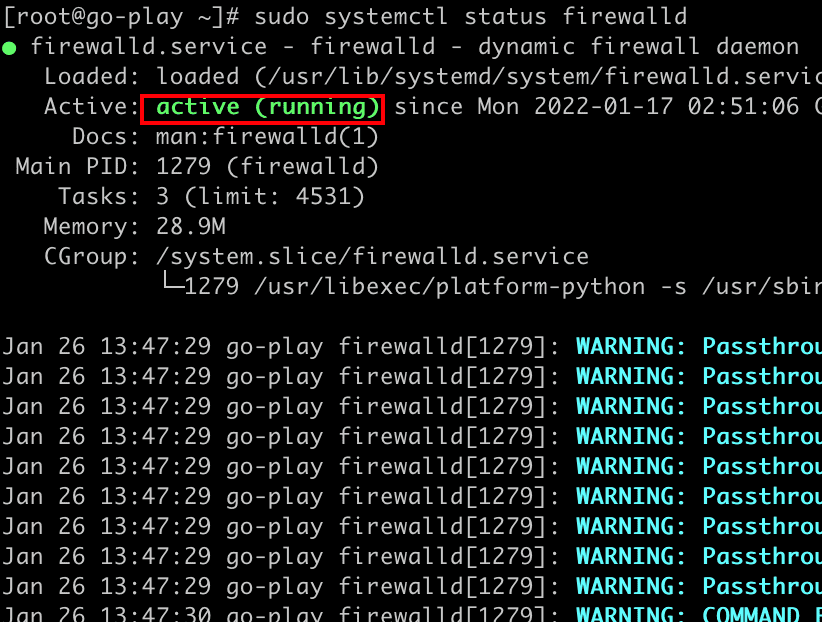 [root@go-play ~]# sudo systemctl status firewalld
● firewalld.service - firewalld - dynamic firewall daemon
Loaded: loaded (/usr/lib/systemd/system/firewalld.servic
Active: active (running) since Mon 2022-01-17 02:51:06 C
Docs: man:firewalld(1)
Main PID: 1279 (firewalld)
Tasks: 3 (limit: 4531)
Memory: 28.9M
CGroup: /system.slice/firewalld.service
└─1279 /usr/libexec/platform-python -s /usr/sbin
Jan 26 13:47:29 go-play firewalld[1279]: WARNING: Passthrou
Jan 26 13:47:29 go-play firewalld[1279]: WARNING: Passthrou
Jan 26 13:47:29 go-play firewalld[1279]: WARNING: Passthrou
Jan 26 13:47:29 go-play firewalld[1279]: WARNING: Passthrou
Jan 26 13:47:29 go-play firewalld[1279]: WARNING: Passthrou
Jan 26 13:47:29 go-play firewalld[1279]: WARNING: Passthrou
Jan 26 13:47:29 go-play firewalld[1279]: WARNING: Passthrou
Jan 26 13:47:29 go-play firewalld[1279]: WARNING: Passthrou
Jan 26 13:47:29 go-play firewalld[1279]: WARNING: Passthrou
Jan 26 13:47:30 go-play firewalld[1279]: WARNING: COMMAND